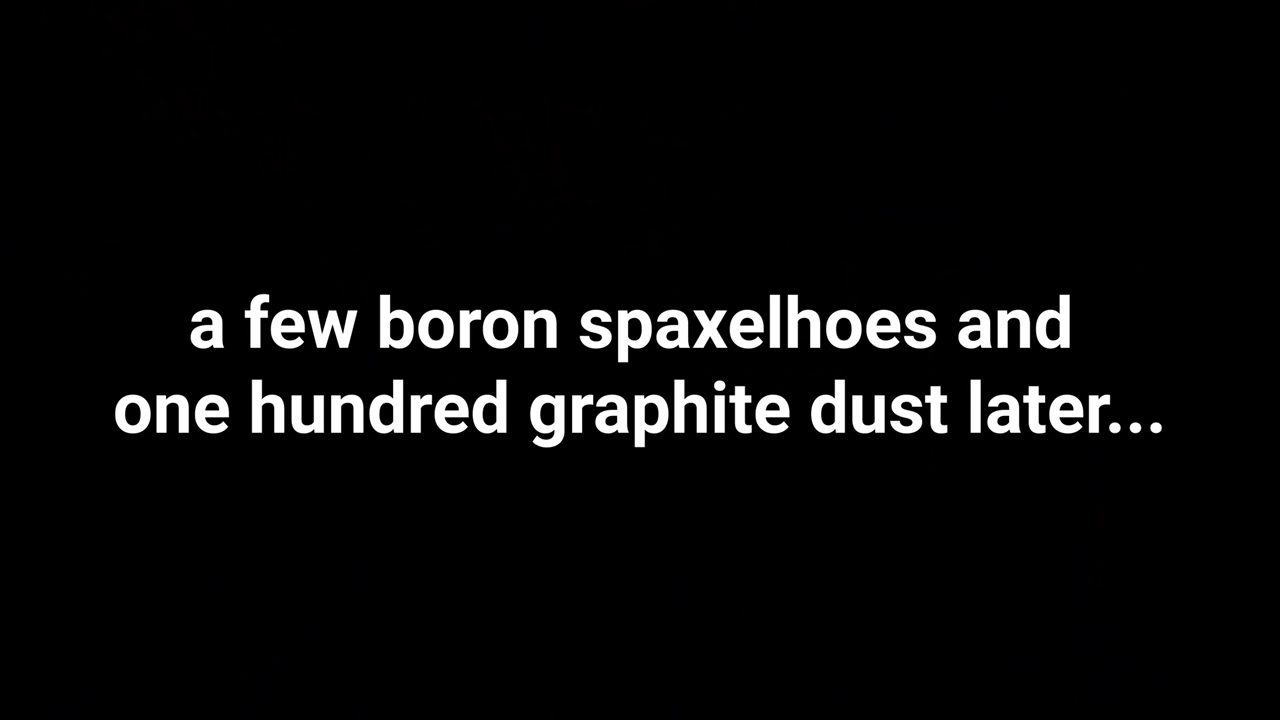 a few boron spaxelhoes and
one hundred graphite dust later...